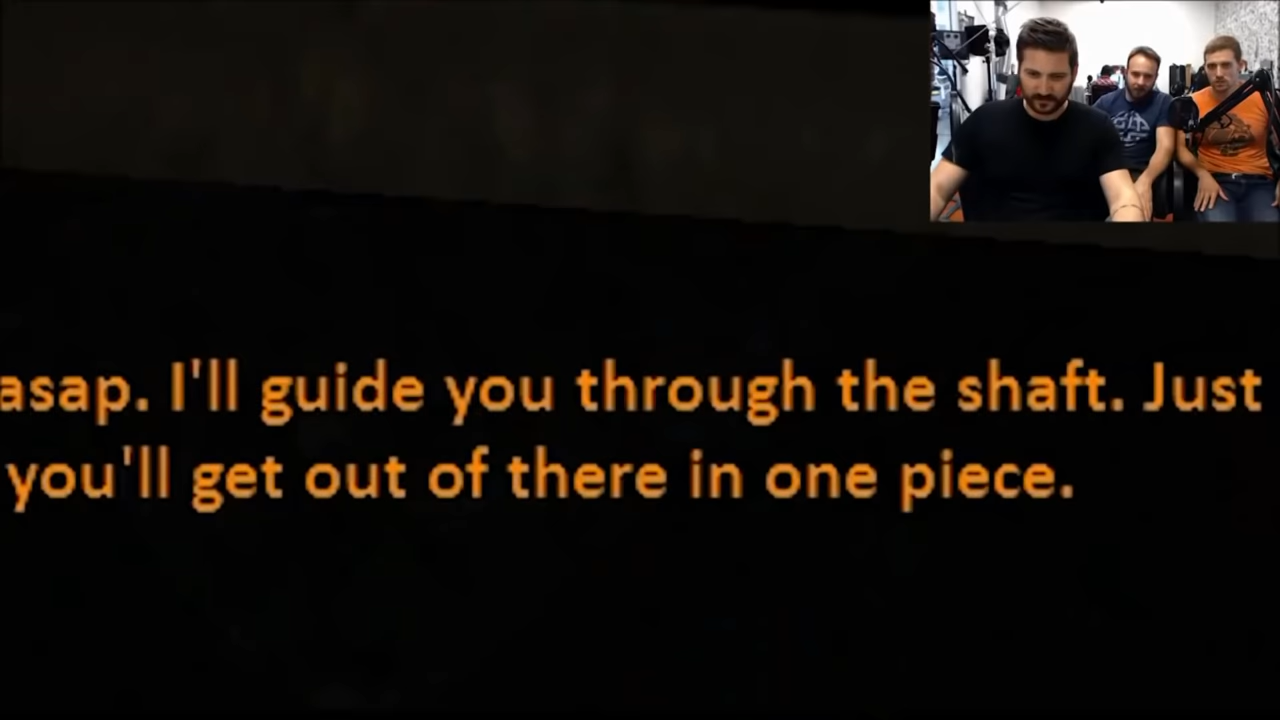 asap. I'll guide you through the shaft. Just
you'll get out of there in one piece.